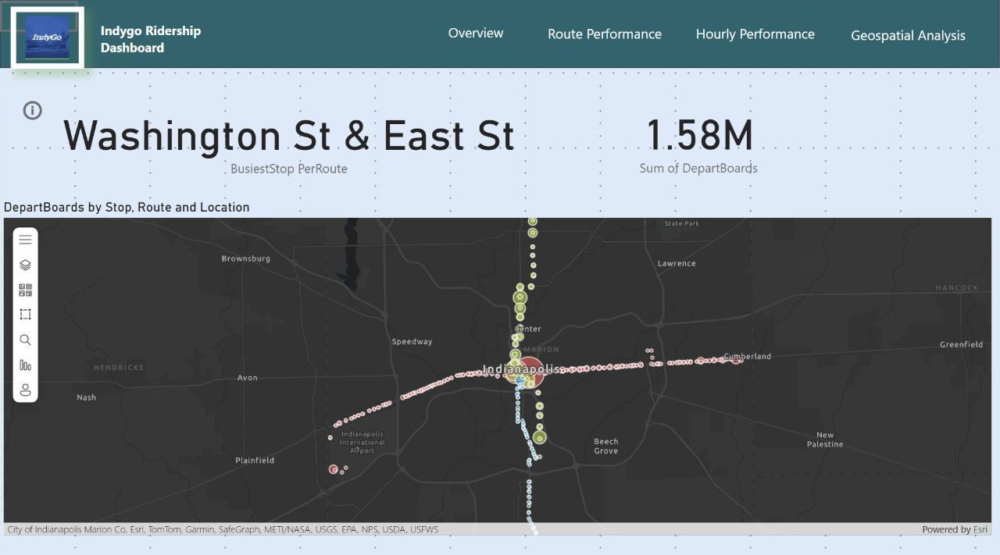 IndyGo
Indygo Ridership
Dashboard
Overview
Route Performance
Hourly Performance
Geospatial Analysis
Washington St & East St
BusiestStop PerRoute
1.58M
Sum of DepartBoards
DepartBoards by Stop, Route and Location
State Park
Brownsburg
Lawrence
HANCOCK
Center
Speedway
MARION
Greenfield
Cumberland
HENDRICKS
Indianapolis
Avon
Nash
Indianapolis
International
Airport
New
Palestine
Beech
Grove
Plainfield
City of Indianapolis Marion Co, Esri, TomTom, Garmin, SafeGraph, METI/NASA, USGS, EPA, NPS, USDA, USFWS
Powered by Esri